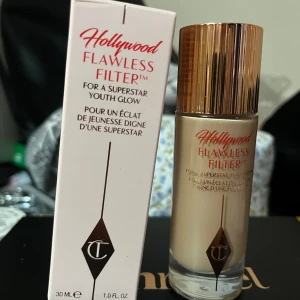 Hollywood
FLAWLESS
FILTER™
FOR A SUPERSTAR
YOUTH GLOW
POUR UN ÉCLAT
DE JEUNESSE DIGNE
D'UNE SUPERSTAR
CT
30 ML ℮ 1.0 FL. OZ.
Hollywood
FLAWLESS
FILTER
CT